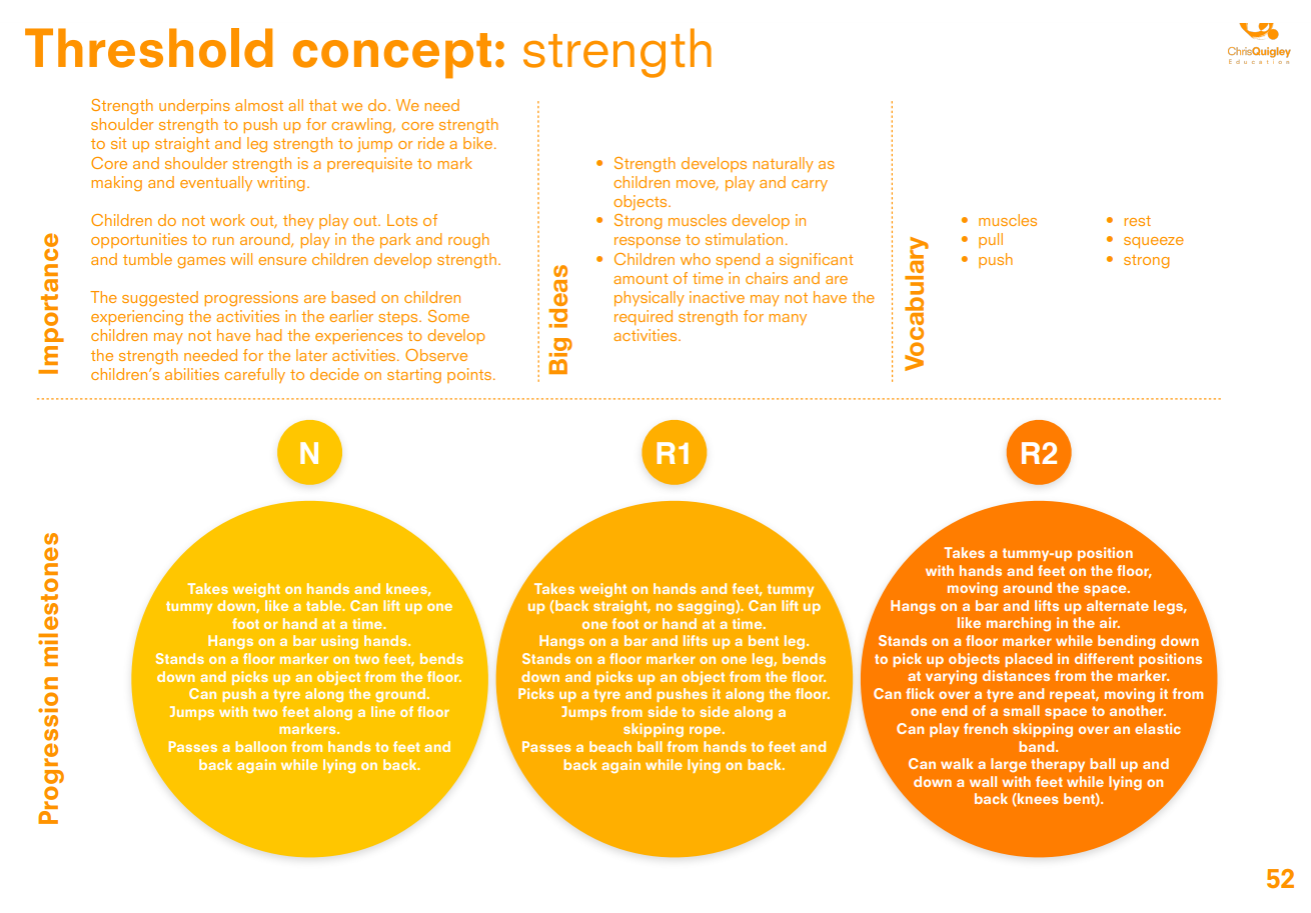 Threshold concept: strength
ChrisQuigley
Education
Importance
Strength underpins almost all that we do. We need
shoulder strength to push up for crawling, core strength
to sit up straight and leg strength to jump or ride a bike.
Core and shoulder strength is a prerequisite to mark
making and eventually writing.
Children do not work out, they play out. Lots of
opportunities to run around, play in the park and rough
and tumble games will ensure children develop strength.
The suggested progressions are based on children
experiencing the activities in the earlier steps. Some
children may not have had the experiences to develop
the strength needed for the later activities. Observe
children’s abilities carefully to decide on starting points.
Big ideas
• Strength develops naturally as
children move, play and carry
objects.
• Strong muscles develop in
response to stimulation.
• Children who spend a significant
amount of time in chairs and are
physically inactive may not have the
required strength for many
activities.
Vocabulary
• muscles
• pull
• push
• rest
• squeeze
• strong
Progression milestones
N
Takes weight on hands and knees,
tummy down, like a table. Can lift up one
foot or hand at a time.
Hangs on a bar using hands.
Stands on a floor marker on two feet, bends
down and picks up an object from the floor.
Can push a tyre along the ground.
Jumps with two feet along a line of floor
markers.
Passes a balloon from hands to feet and
back again while lying on back.
R1
Takes weight on hands and feet, tummy
up (back straight, no sagging). Can lift up
one foot or hand at a time.
Hangs on a bar and lifts up a bent leg.
Stands on a floor marker on one leg, bends
down and picks up an object from the floor.
Picks up a tyre and pushes it along the floor.
Jumps from side to side along a
skipping rope.
Passes a beach ball from hands to feet and
back again while lying on back.
R2
Takes a tummy-up position
with hands and feet on the floor,
moving around the space.
Hangs on a bar and lifts up alternate legs,
like marching in the air.
Stands on a floor marker while bending down
to pick up objects placed in different positions
at varying distances from the marker.
Can flick over a tyre and repeat, moving it from
one end of a small space to another.
Can play french skipping over an elastic
band.
Can walk a large therapy ball up and
down a wall with feet while lying on
back (knees bent).
52